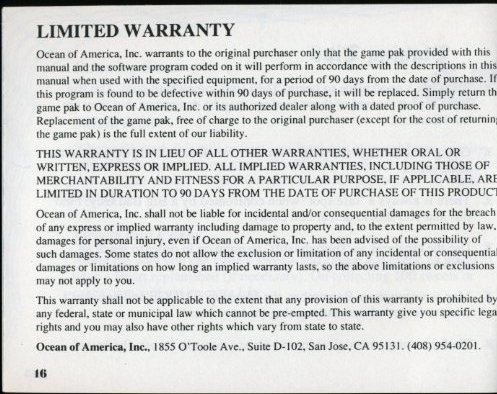 LIMITED WARRANTY
Ocean of America, Inc. warrants to the original purchaser only that the game pak provided with this
manual and the software program coded on it will perform in accordance with the descriptions in this
manual when used with the specified equipment, for a period of 90 days from the date of purchase. If
this program is found to be defective within 90 days of purchase, it will be replaced. Simply return th
game pak to Ocean of America, Inc. or its authorized dealer along with a dated proof of purchase.
Replacement of the game pak, free of charge to the original purchaser (except for the cost of returning
the game pak) is the full extent of our liability.
THIS WARRANTY IS IN LIEU OF ALL OTHER WARRANTIES, WHETHER ORAL OR
WRITTEN, EXPRESS OR IMPLIED. ALL IMPLIED WARRANTIES, INCLUDING THOSE OF
MERCHANTABILITY AND FITNESS FOR A PARTICULAR PURPOSE, IF APPLICABLE, ARE
LIMITED IN DURATION TO 90 DAYS FROM THE DATE OF PURCHASE OF THIS PRODUCT
Ocean of America, Inc. shall not be liable for incidental and/or consequential damages for the breach
of any express or implied warranty including damage to property and, to the extent permitted by law,
damages for personal injury, even if Ocean of America, Inc. has been advised of the possibility of
such damages. Some states do not allow the exclusion or limitation of any incidental or consequential
damages or limitations on how long an implied warranty lasts, so the above limitations or exclusions
may not apply to you.
This warranty shall not be applicable to the extent that any provision of this warranty is prohibited by
any federal, state or municipal law which cannot be pre-empted. This warranty give you specific lega
rights and you may also have other rights which vary from state to state.
Ocean of America, Inc., 1855 O'Toole Ave., Suite D-102, San Jose, CA 95131. (408) 954-0201.
16